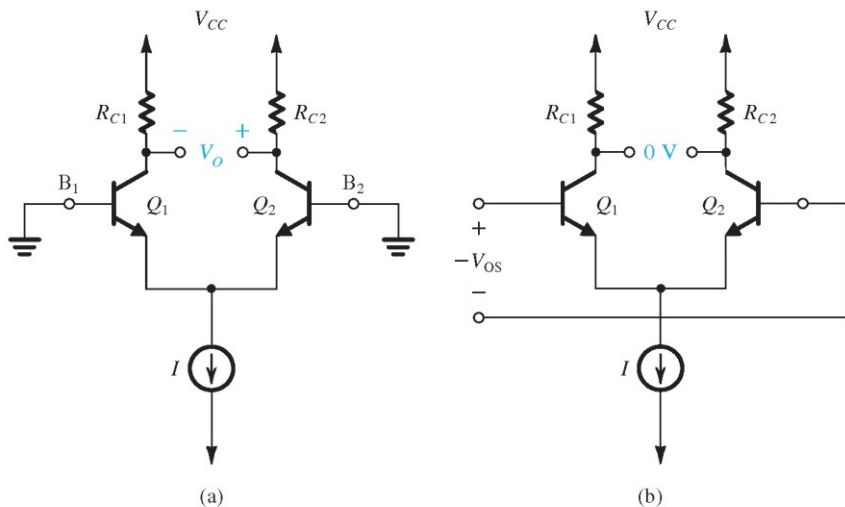 V_CC V_CC
R_C1 − V_O + R_C2 R_C1 0 V R_C2
B_1 Q_1 Q_2 B_2 Q_1 Q_2
+
−V_OS
−
I I
(a) (b)